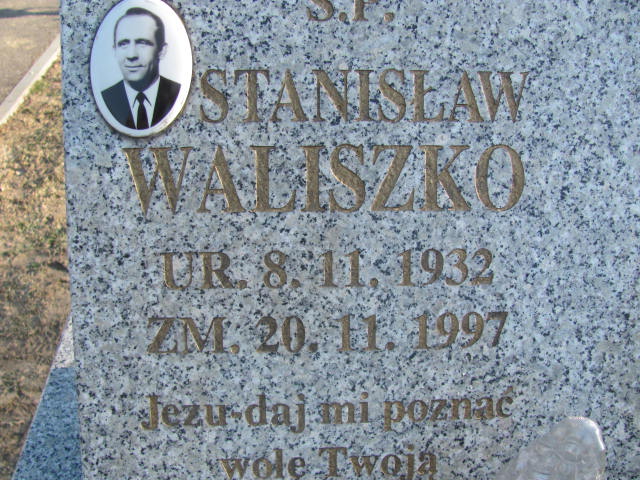 Ś.P.
STANISŁAW
WALISZKO
UR. 8. 11. 1932
ZM. 20. 11. 1997
Jezu-daj mi poznać
wolę Twoją